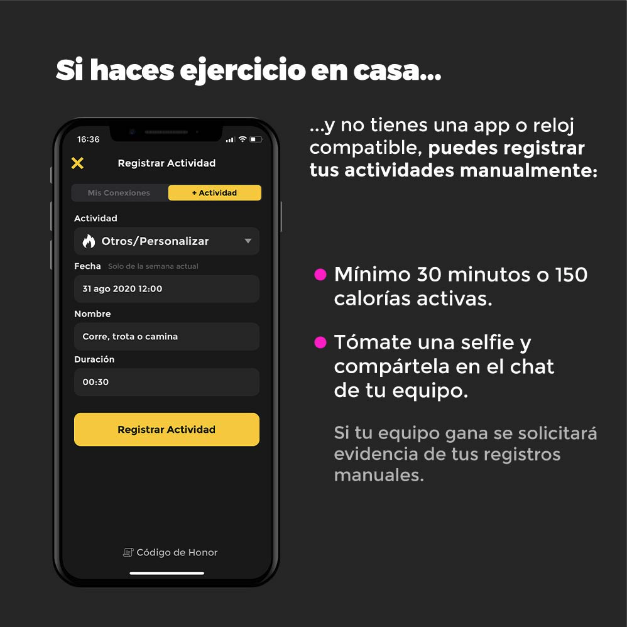 Si haces ejercicio en casa...
16:36
Registrar Actividad
Mis Conexiones
+ Actividad
Actividad
Otros/Personalizar
Fecha Solo de la semana actual
31 ago 2020 12:00
Nombre
Corre, trota o camina
Duración
00:30
Registrar Actividad
Código de Honor
...y no tienes una app o reloj
compatible, puedes registrar
tus actividades manualmente:
Mínimo 30 minutos o 150
calorías activas.
Tómate una selfie y
compártela en el chat
de tu equipo.
Si tu equipo gana se solicitará
evidencia de tus registros
manuales.